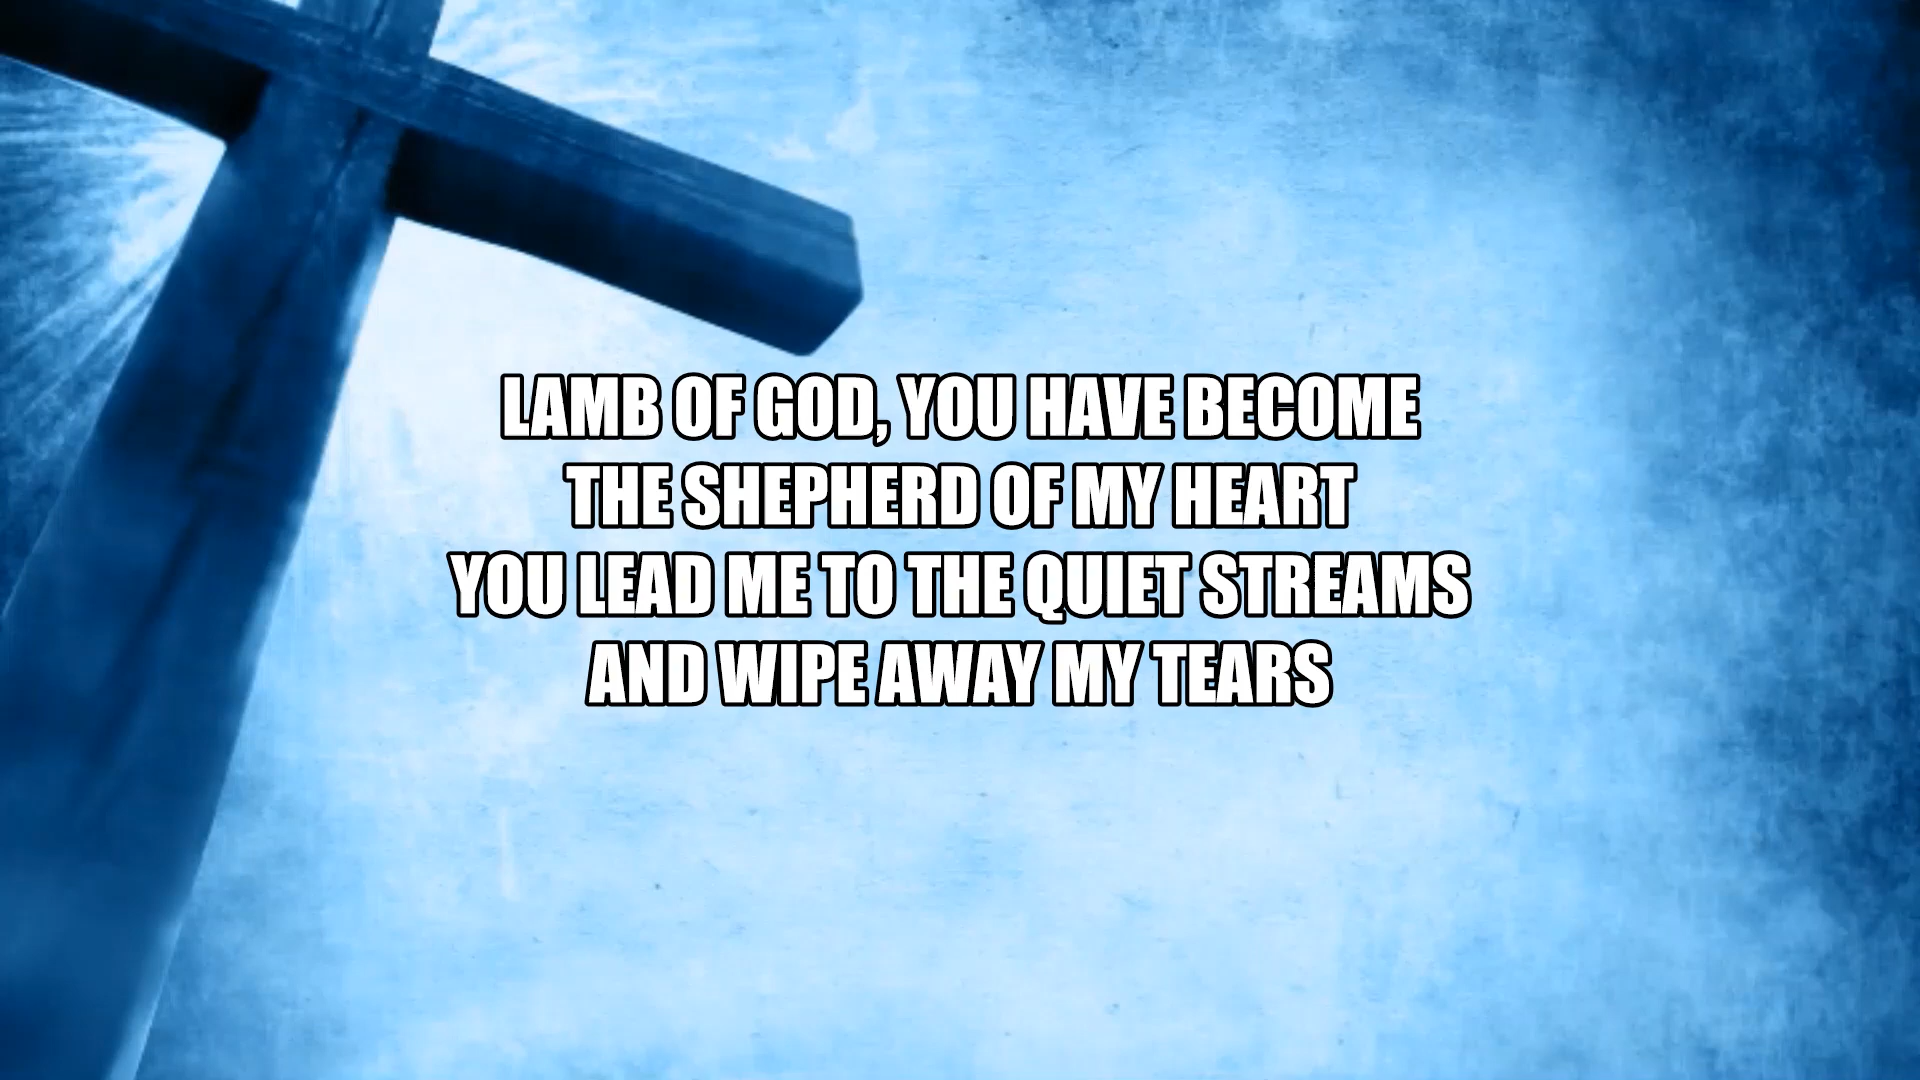 LAMB OF GOD, YOU HAVE BECOME
THE SHEPHERD OF MY HEART
YOU LEAD ME TO THE QUIET STREAMS
AND WIPE AWAY MY TEARS